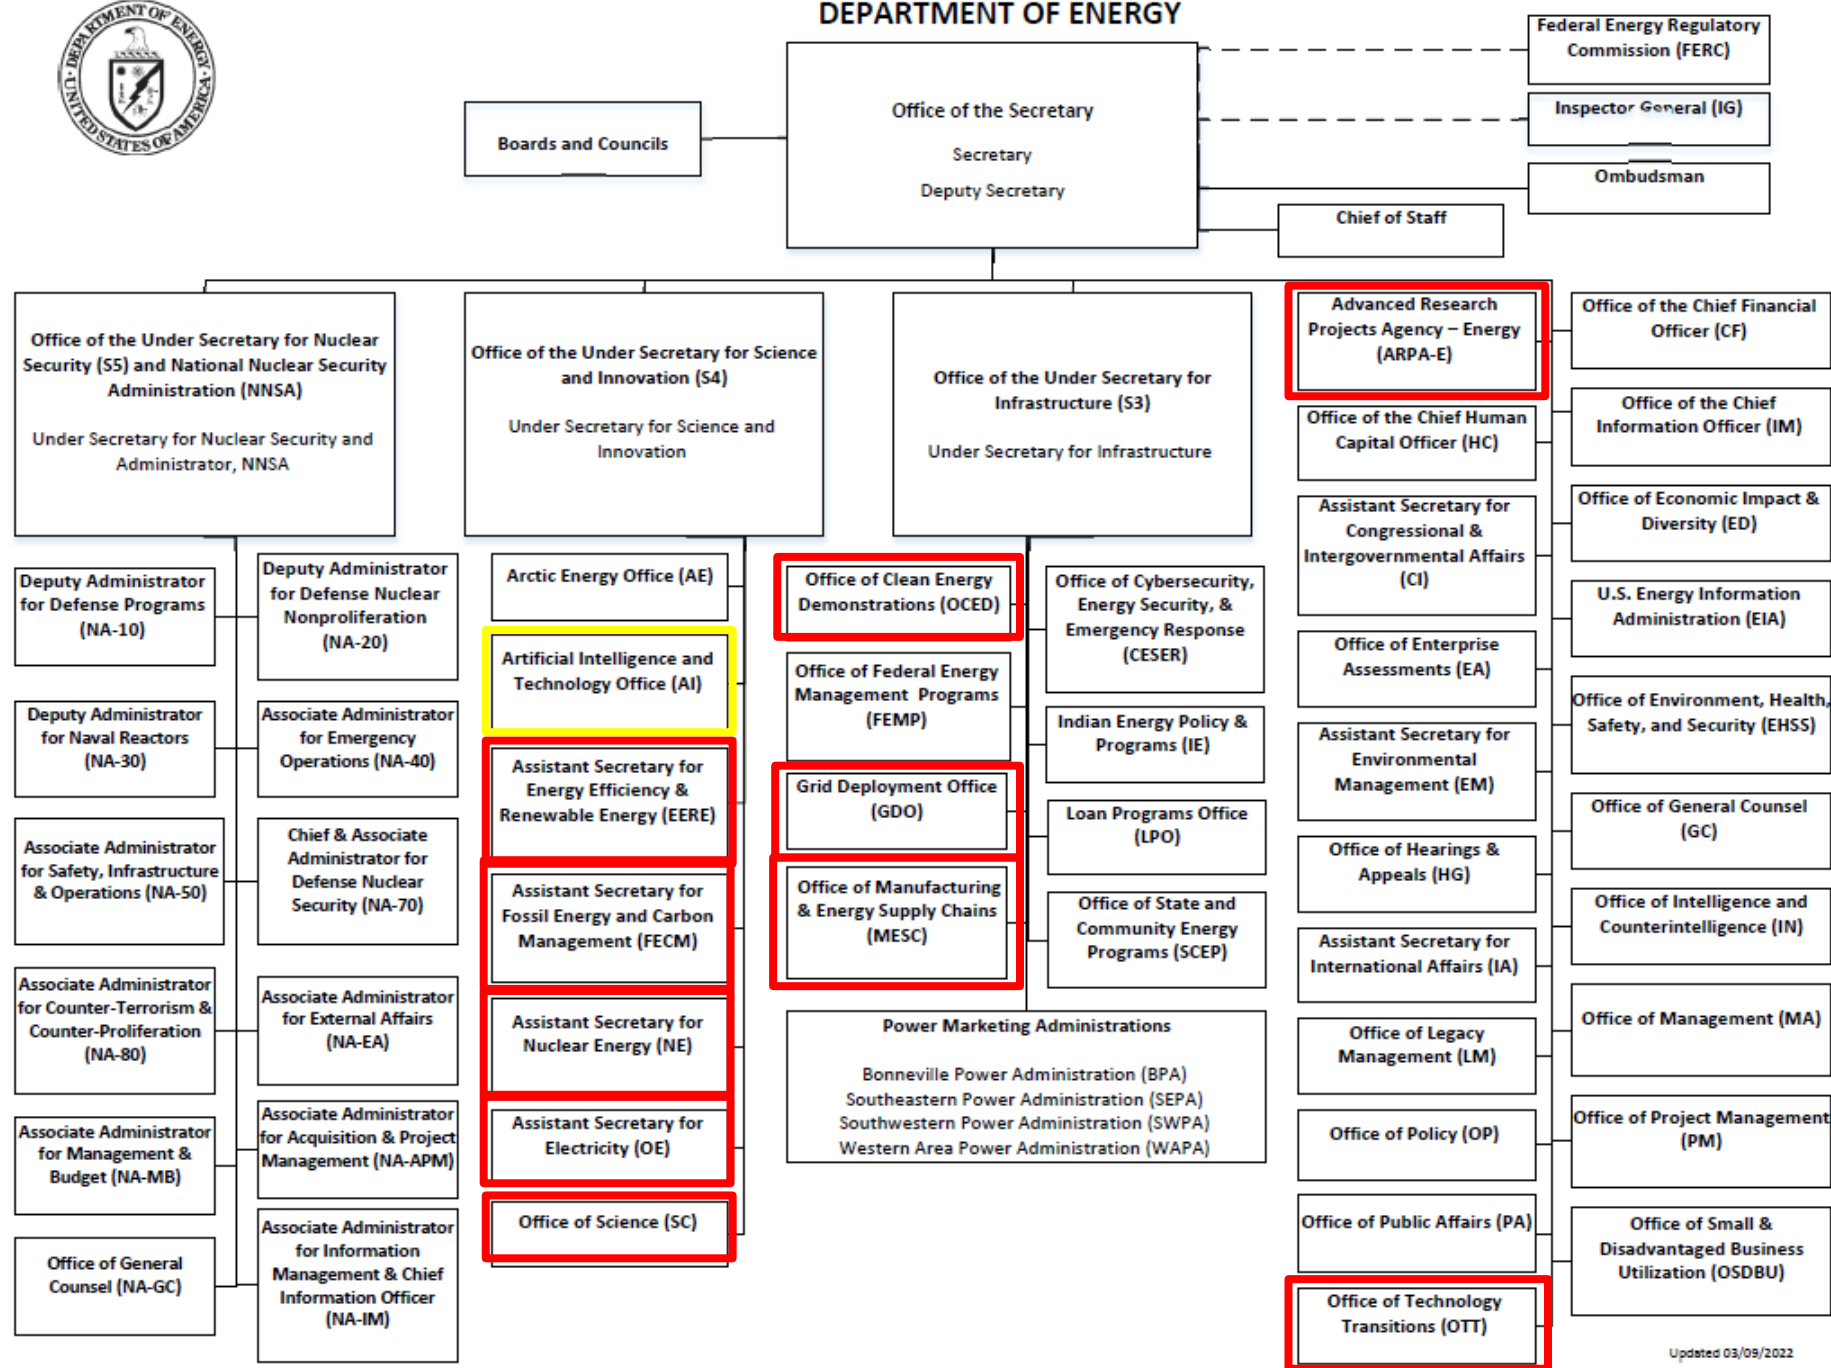 DEPARTMENT OF ENERGY
DEPARTMENT OF ENERGY
UNITED STATES OF AMERICA
Federal Energy Regulatory
Commission (FERC)
Inspector General (IG)
Ombudsman
Chief of Staff
Boards and Councils
Office of the Secretary
Secretary
Deputy Secretary
Office of the Under Secretary for Nuclear
Security (S5) and National Nuclear Security
Administration (NNSA)
Under Secretary for Nuclear Security and
Administrator, NNSA
Deputy Administrator
for Defense Programs
(NA-10)
Deputy Administrator
for Defense Nuclear
Nonproliferation
(NA-20)
Deputy Administrator
for Naval Reactors
(NA-30)
Associate Administrator
for Emergency
Operations (NA-40)
Associate Administrator
for Safety, Infrastructure
& Operations (NA-50)
Chief & Associate
Administrator for
Defense Nuclear
Security (NA-70)
Associate Administrator
for Counter-Terrorism &
Counter-Proliferation
(NA-80)
Associate Administrator
for External Affairs
(NA-EA)
Associate Administrator
for Management &
Budget (NA-MB)
Associate Administrator
for Acquisition & Project
Management (NA-APM)
Office of General
Counsel (NA-GC)
Associate Administrator
for Information
Management & Chief
Information Officer
(NA-IM)
Office of the Under Secretary for Science
and Innovation (S4)
Under Secretary for Science and
Innovation
Arctic Energy Office (AE)
Artificial Intelligence and
Technology Office (AI)
Assistant Secretary for
Energy Efficiency &
Renewable Energy (EERE)
Assistant Secretary for
Fossil Energy and Carbon
Management (FECM)
Assistant Secretary for
Nuclear Energy (NE)
Assistant Secretary for
Electricity (OE)
Office of Science (SC)
Office of the Under Secretary for
Infrastructure (S3)
Under Secretary for Infrastructure
Office of Clean Energy
Demonstrations (OCED)
Office of Cybersecurity,
Energy Security, &
Emergency Response
(CESER)
Office of Federal Energy
Management Programs
(FEMP)
Indian Energy Policy &
Programs (IE)
Grid Deployment Office
(GDO)
Loan Programs Office
(LPO)
Office of Manufacturing
& Energy Supply Chains
(MESC)
Office of State and
Community Energy
Programs (SCEP)
Power Marketing Administrations
Bonneville Power Administration (BPA)
Southeastern Power Administration (SEPA)
Southwestern Power Administration (SWPA)
Western Area Power Administration (WAPA)
Advanced Research
Projects Agency – Energy
(ARPA-E)
Office of the Chief Financial
Officer (CF)
Office of the Chief Human
Capital Officer (HC)
Office of the Chief
Information Officer (IM)
Assistant Secretary for
Congressional &
Intergovernmental Affairs
(CI)
Office of Economic Impact &
Diversity (ED)
Office of Enterprise
Assessments (EA)
U.S. Energy Information
Administration (EIA)
Assistant Secretary for
Environmental
Management (EM)
Office of Environment, Health,
Safety, and Security (EHSS)
Office of Hearings &
Appeals (HG)
Office of General Counsel
(GC)
Assistant Secretary for
International Affairs (IA)
Office of Intelligence and
Counterintelligence (IN)
Office of Legacy
Management (LM)
Office of Management (MA)
Office of Policy (OP)
Office of Project Management
(PM)
Office of Public Affairs (PA)
Office of Small &
Disadvantaged Business
Utilization (OSDBU)
Office of Technology
Transitions (OTT)
Updated 03/09/2022